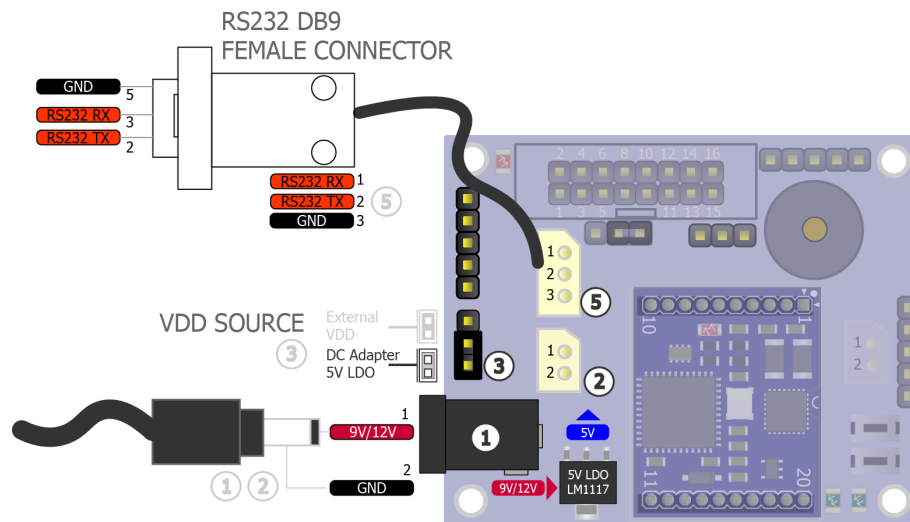 RS232 DB9
FEMALE CONNECTOR
GND
5
RS232 RX
3
RS232 TX
2
RS232 RX 1
RS232 TX 2
GND 3
5
2 4 6 8 10 12 14 16
1 3 5 11 13 15
1
2
3
5
VDD SOURCE
3
External
VDD
DC Adapter
5V LDO
3
1
2
2
10
1
1
2
1
9V/12V
2
GND
1 2
1
5V
9V/12V
5V LDO
LM1117
11
20